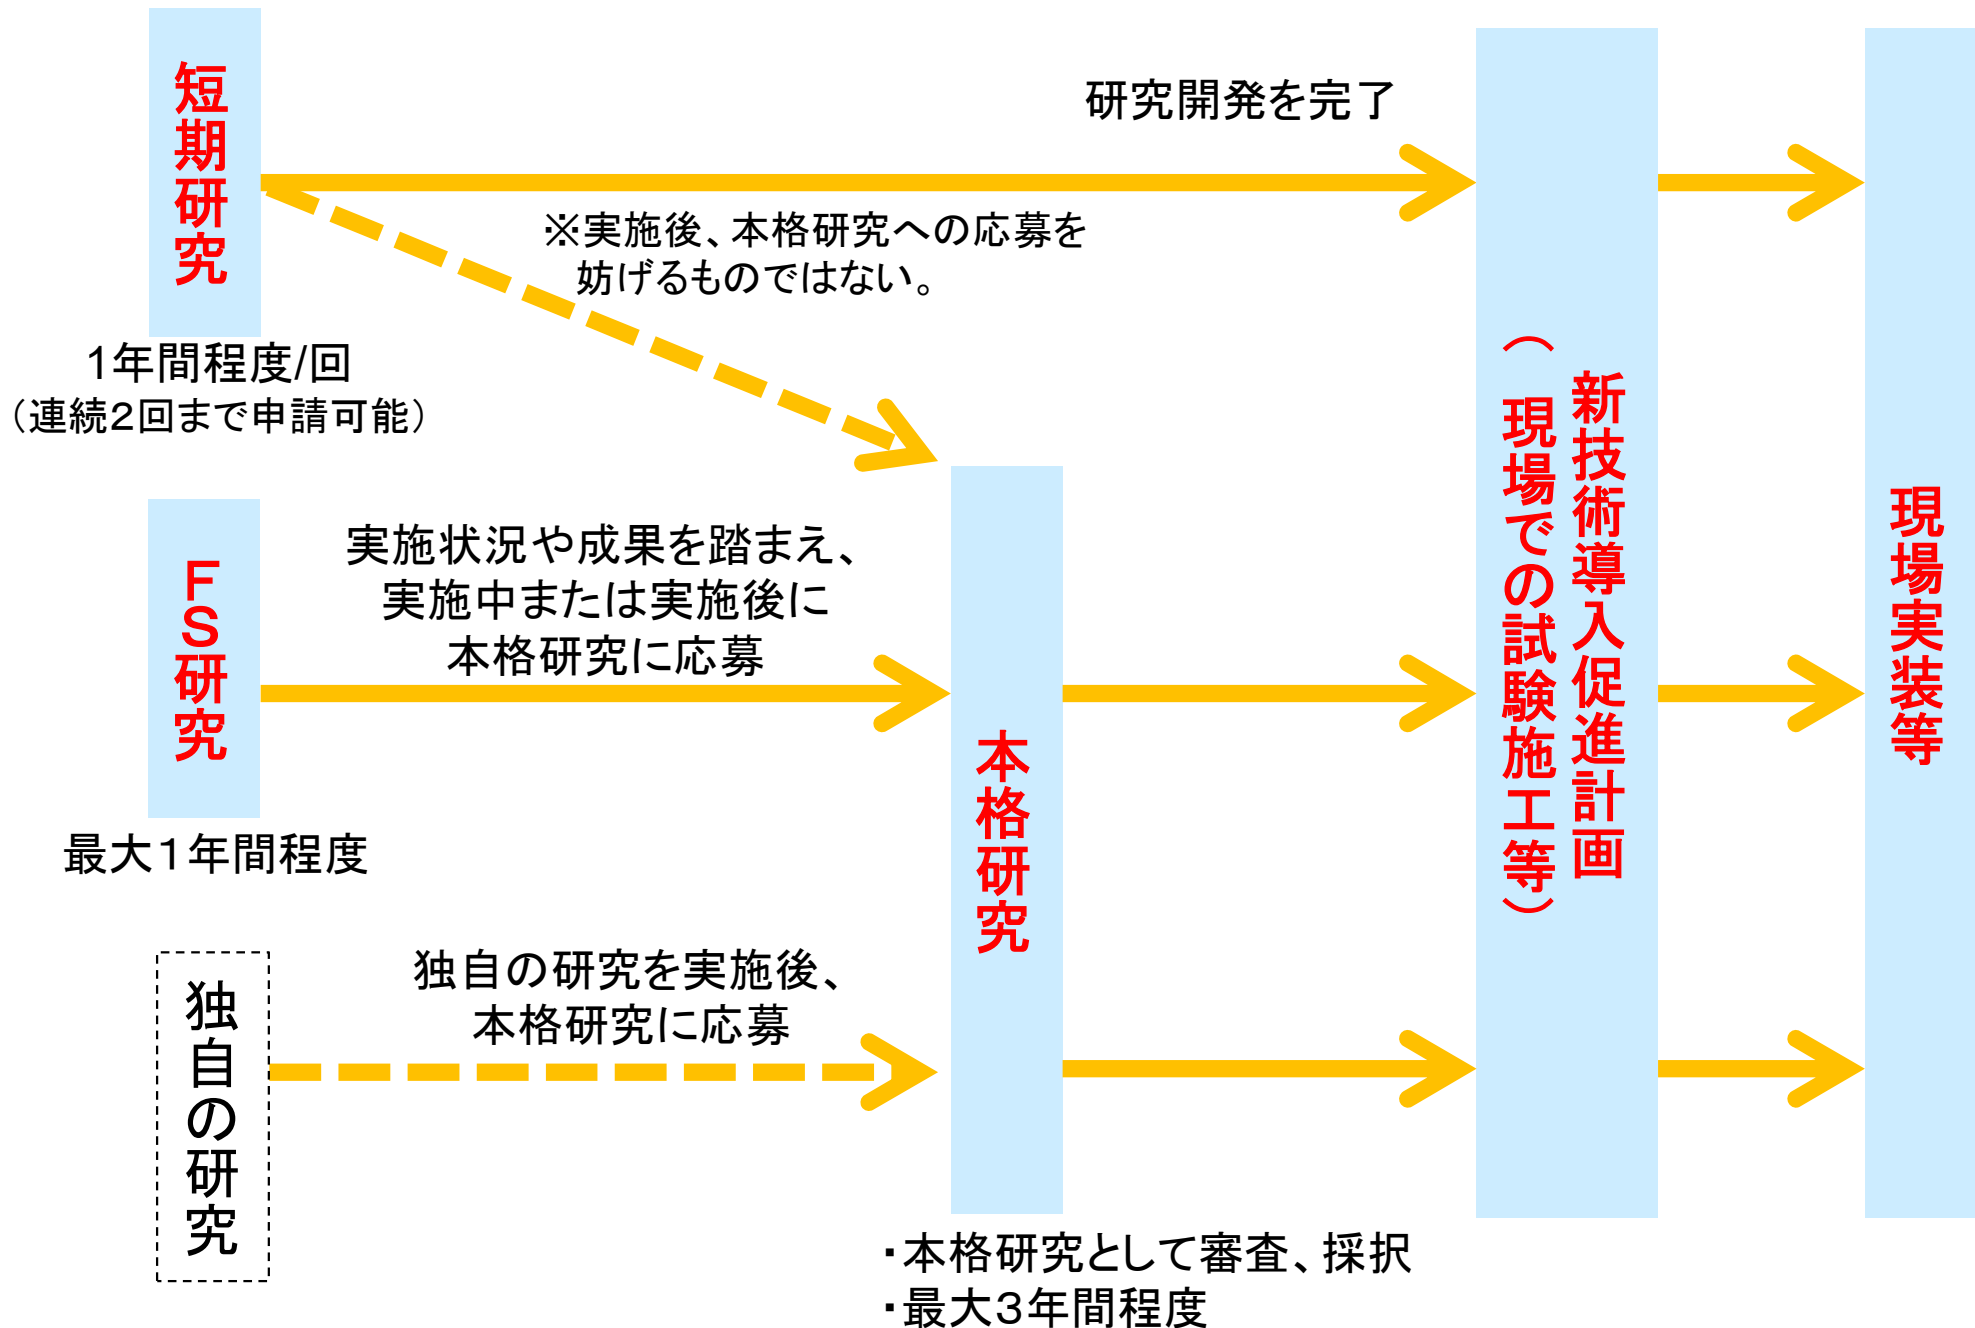 短期研究
研究開発を完了
※実施後、本格研究への応募を
妨げるものではない。
1年間程度/回
（連続２回まで申請可能）
ＦＳ研究
実施状況や成果を踏まえ、
実施中または実施後に
本格研究に応募
最大１年間程度
独自の研究
独自の研究を実施後、
本格研究に応募
本格研究
・本格研究として審査、採択
・最大３年間程度
新技術導入促進計画
（現場での試験施工等）
現場実装等